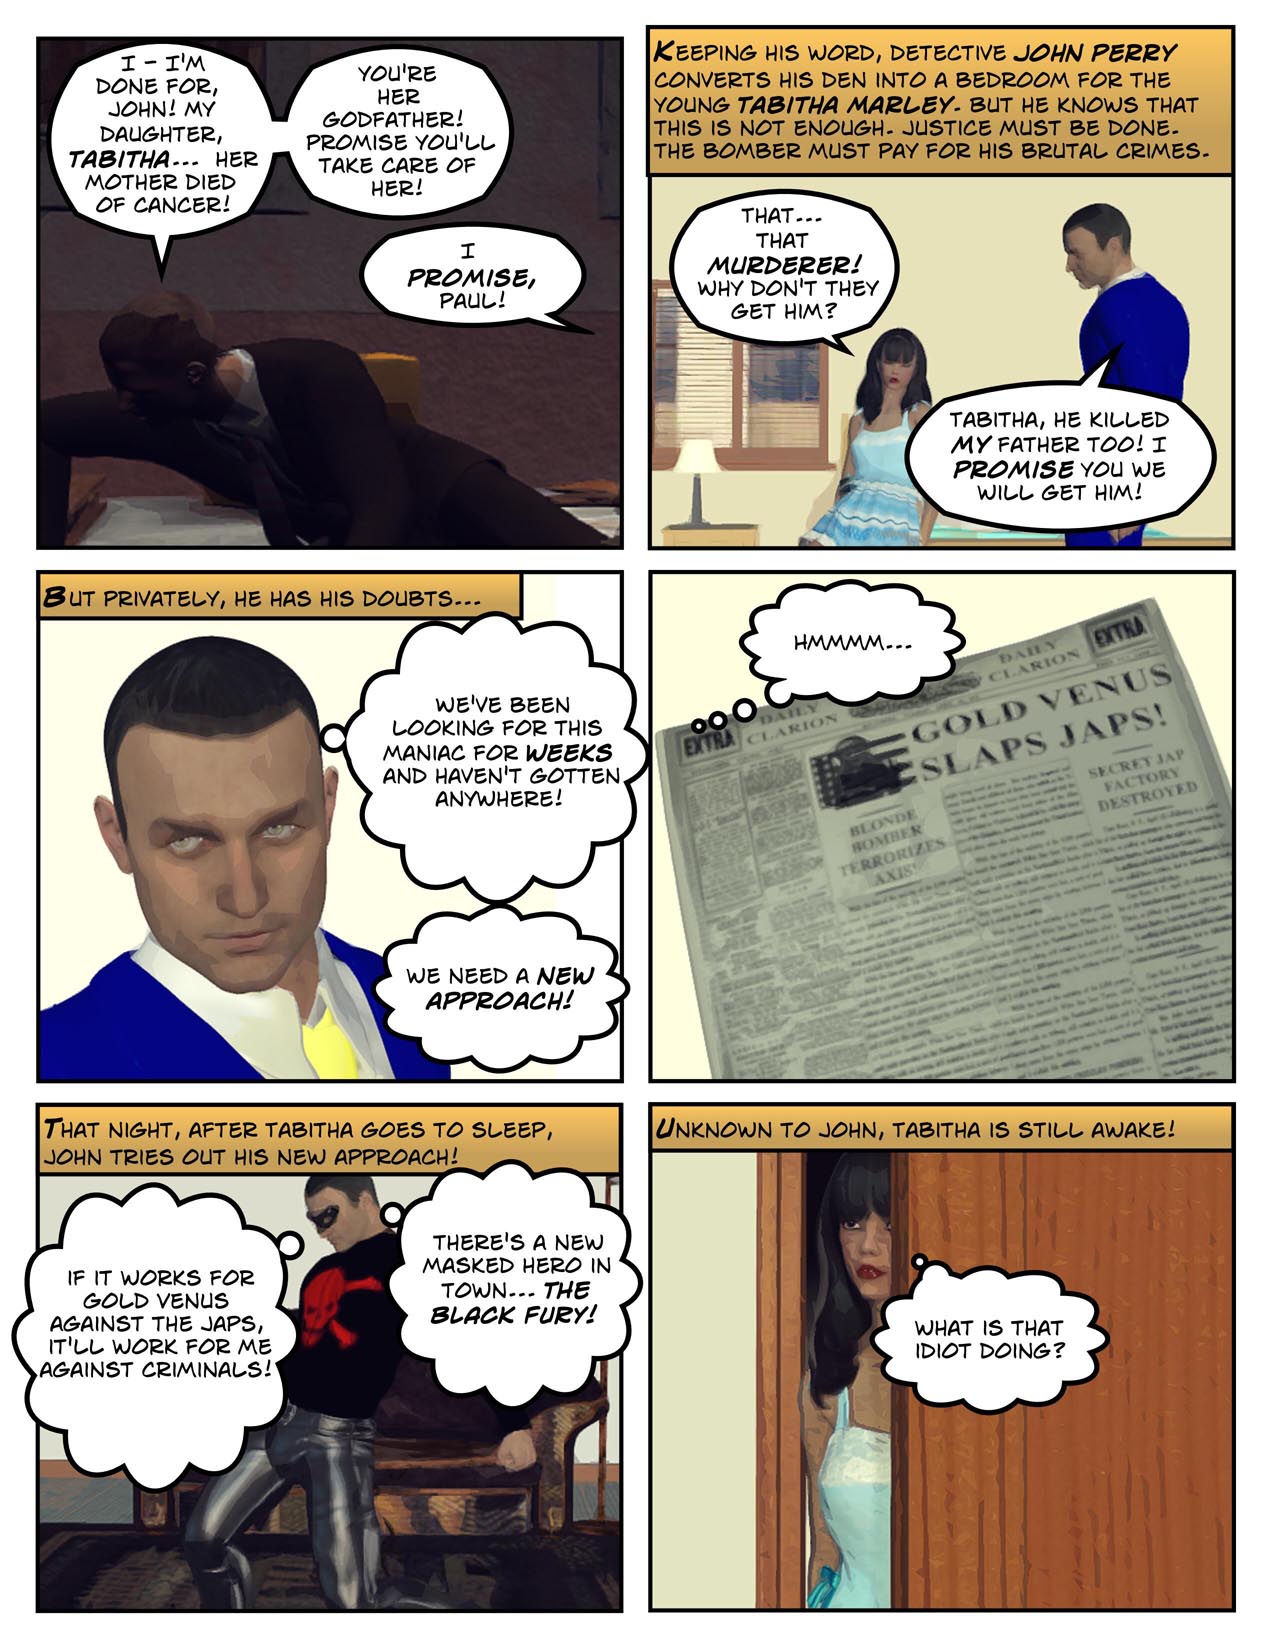 I - I'M
DONE FOR,
JOHN! MY
DAUGHTER,
TABITHA... HER
MOTHER DIED
OF CANCER!
YOU'RE
HER
GODFATHER!
PROMISE YOU'LL
TAKE CARE OF
HER!
I
PROMISE,
PAUL!
KEEPING HIS WORD, DETECTIVE JOHN PERRY
CONVERTS HIS DEN INTO A BEDROOM FOR THE
YOUNG TABITHA MARLEY. BUT HE KNOWS THAT
THIS IS NOT ENOUGH. JUSTICE MUST BE DONE.
THE BOMBER MUST PAY FOR HIS BRUTAL CRIMES.
THAT...
THAT
MURDERER!
WHY DON'T THEY
GET HIM?
TABITHA, HE KILLED
MY FATHER TOO! I
PROMISE YOU WE
WILL GET HIM!
BUT PRIVATELY, HE HAS HIS DOUBTS...
WE'VE BEEN
LOOKING FOR THIS
MANIAC FOR WEEKS
AND HAVEN'T GOTTEN
ANYWHERE!
WE NEED A NEW
APPROACH!
HMMMM...
EXTRA
DAILY
CLARION
DAILY
CLARION
EXTRA
GOLD VENUS
SLAPS JAPS!
BLONDE
BOMBER
TERRORIZES
AXIS!
SECRET JAP
FACTORY
DESTROYED
THAT NIGHT, AFTER TABITHA GOES TO SLEEP,
JOHN TRIES OUT HIS NEW APPROACH!
IF IT WORKS FOR
GOLD VENUS
AGAINST THE JAPS,
IT'LL WORK FOR ME
AGAINST CRIMINALS!
THERE'S A NEW
MASKED HERO IN
TOWN... THE
BLACK FURY!
UNKNOWN TO JOHN, TABITHA IS STILL AWAKE!
WHAT IS THAT
IDIOT DOING?